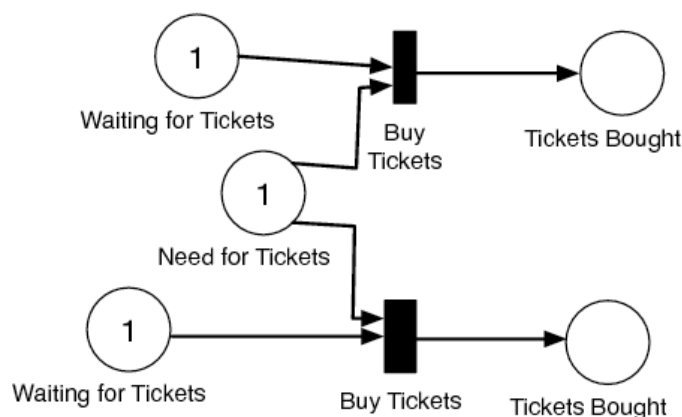 1
Waiting for Tickets
Buy
Tickets
Tickets Bought
1
Need for Tickets
1
Waiting for Tickets
Buy Tickets
Tickets Bought